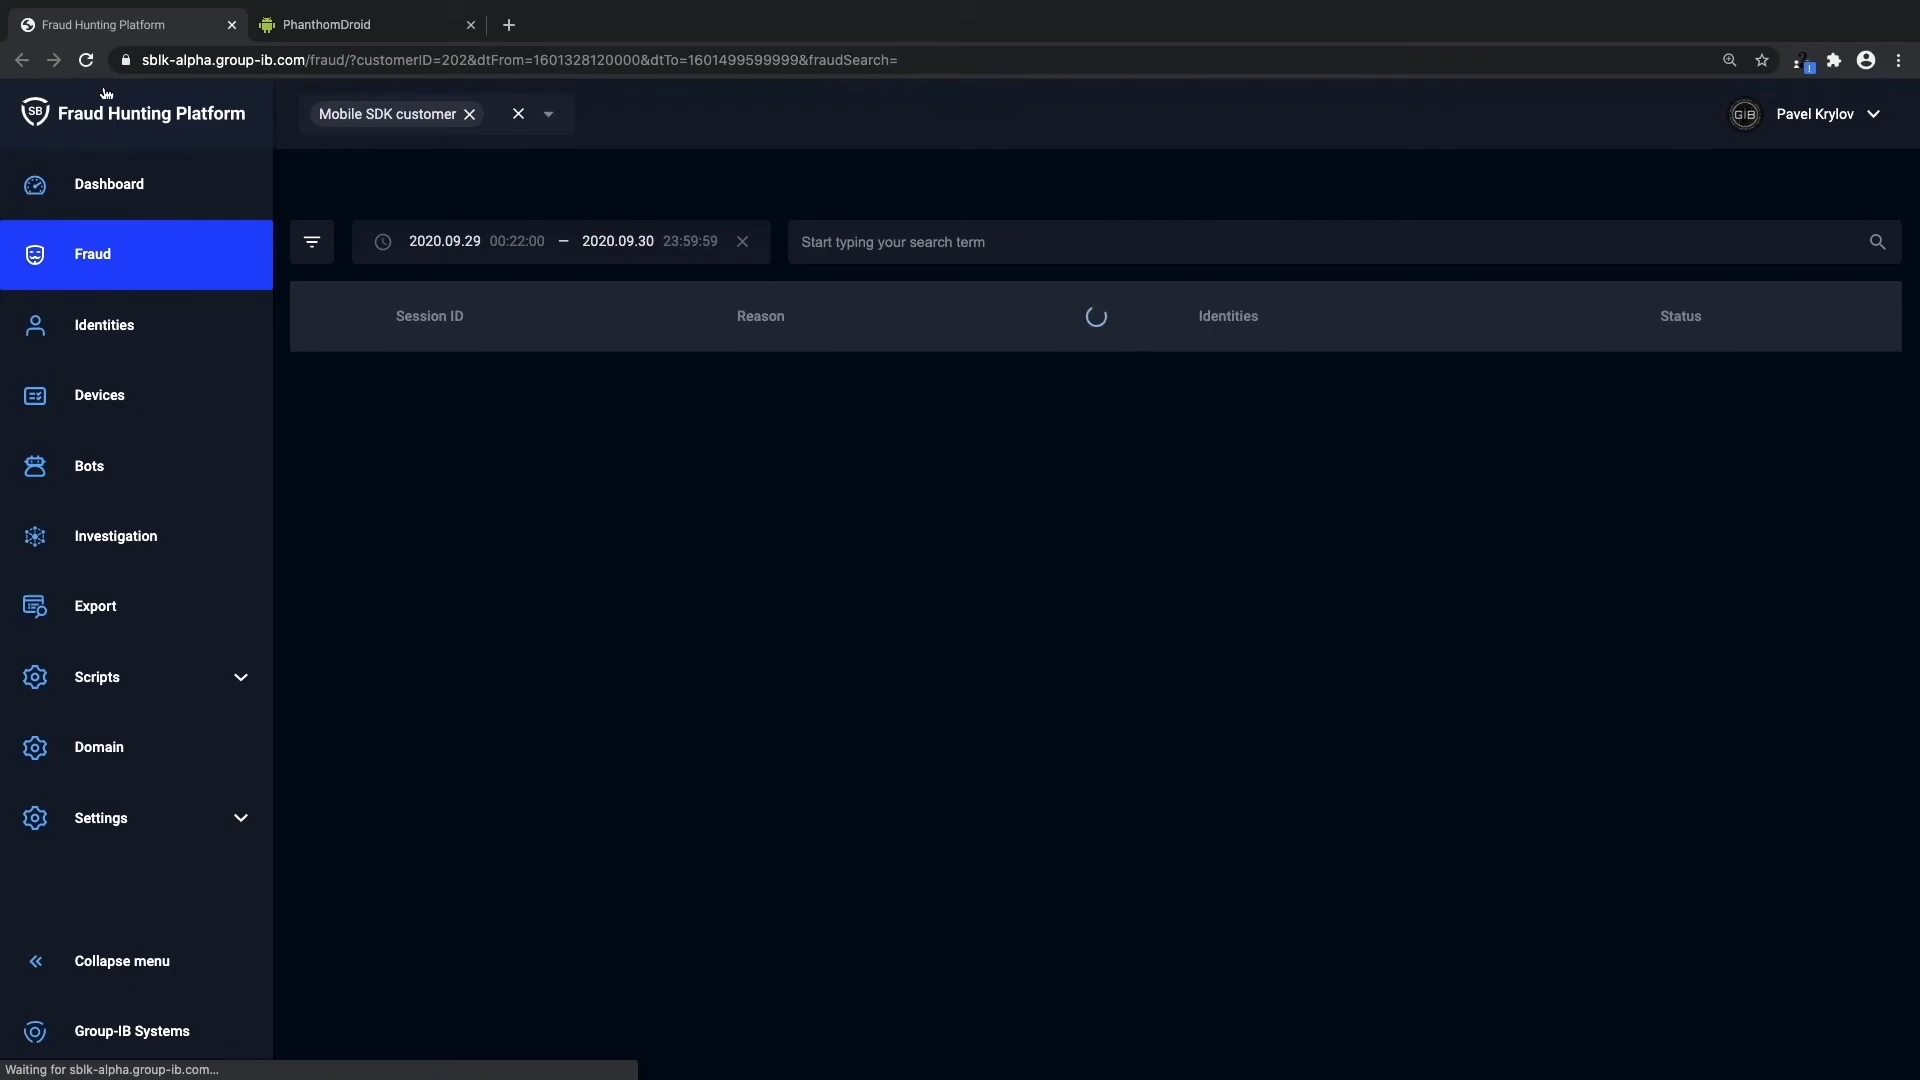 Fraud Hunting Platform
PhanthomDroid
sblk-alpha.group-ib.com/fraud/?customerID=202&dtFrom=1601328120000&dtTo=1601499599999&fraudSearch=
SB Fraud Hunting Platform
Mobile SDK customer
GIB Pavel Krylov
Dashboard
2020.09.29 00:22:00 – 2020.09.30 23:59:59
Start typing your search term
Fraud
Session ID Reason Identities Status
Identities
Devices
Bots
Investigation
Export
Scripts
Domain
Settings
Collapse menu
Group-IB Systems
Waiting for sblk-alpha.group-ib.com...